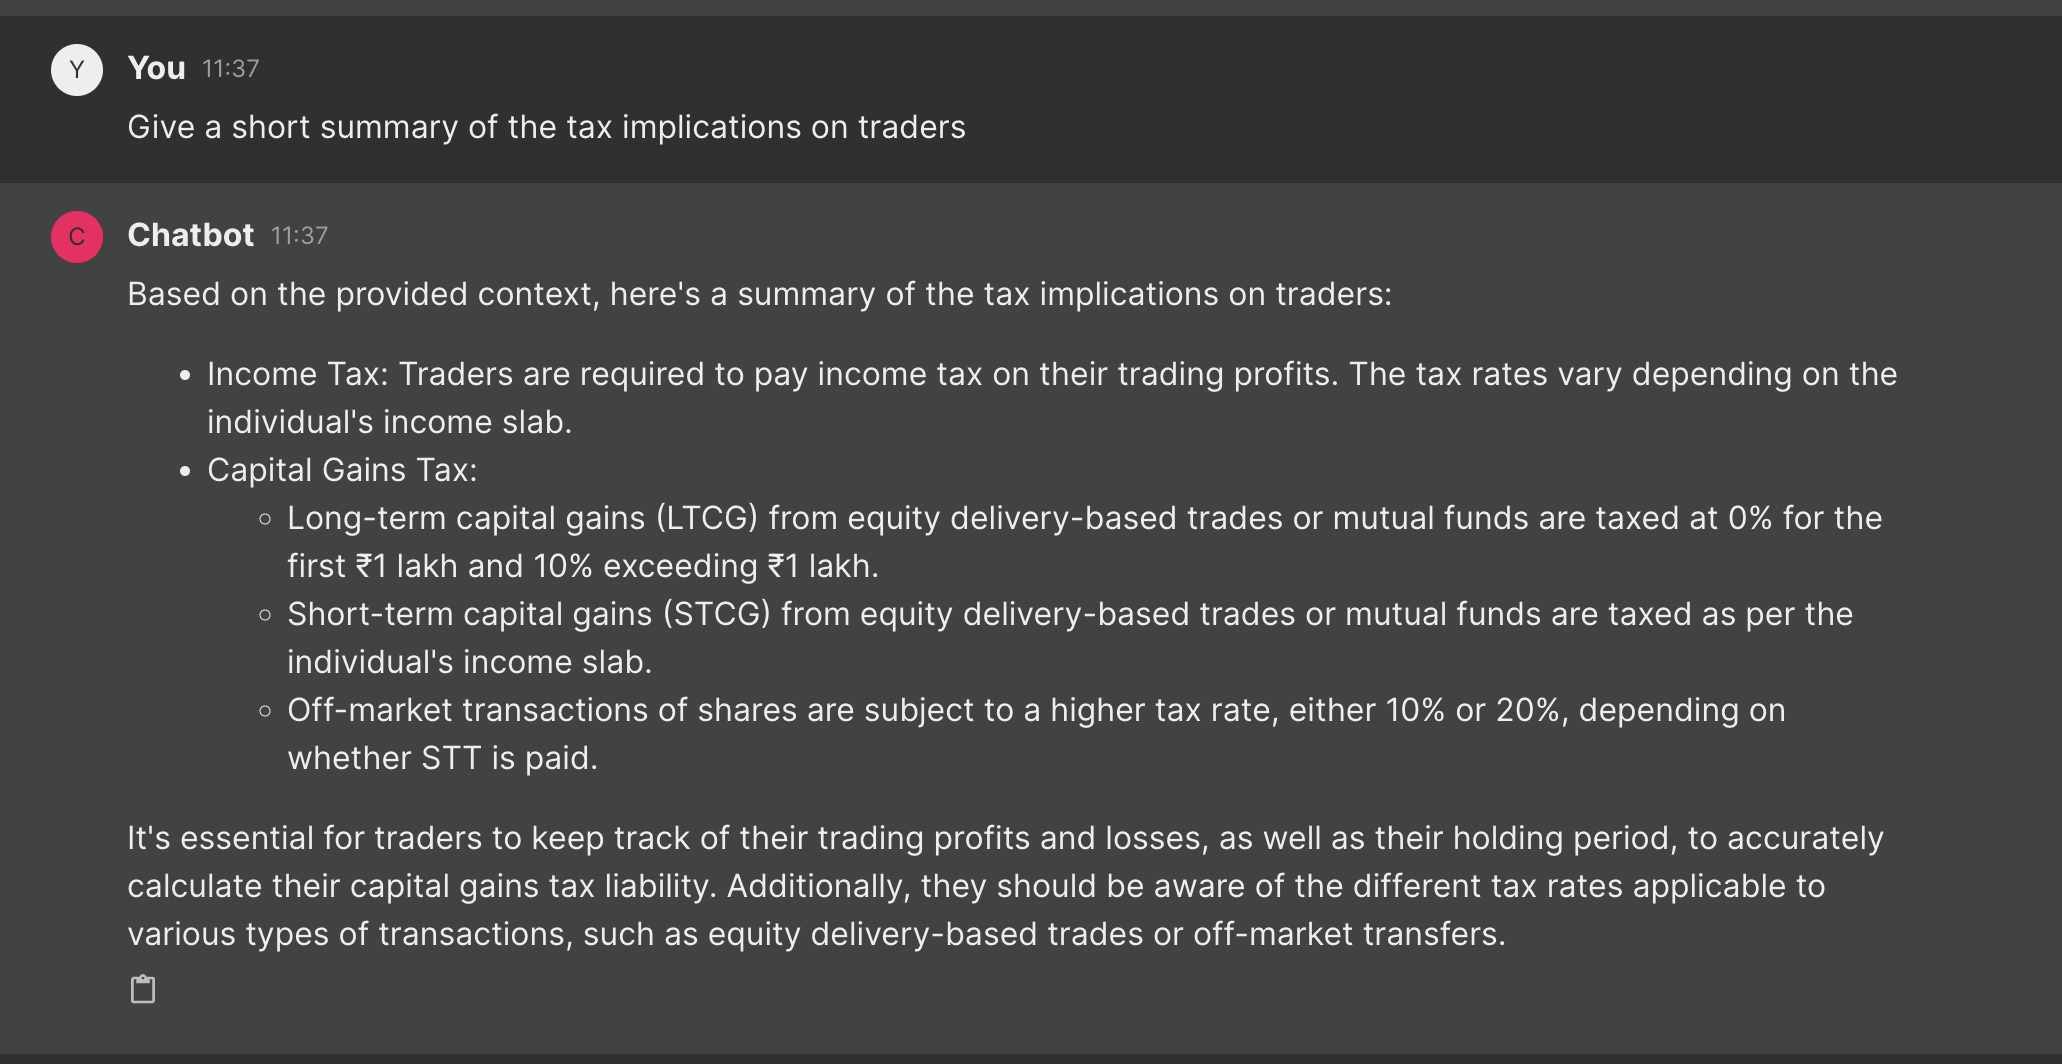 Y
You 11:37
Give a short summary of the tax implications on traders
C
Chatbot 11:37
Based on the provided context, here's a summary of the tax implications on traders:
• Income Tax: Traders are required to pay income tax on their trading profits. The tax rates vary depending on the
individual's income slab.
• Capital Gains Tax:
◦ Long-term capital gains (LTCG) from equity delivery-based trades or mutual funds are taxed at 0% for the
first ₹1 lakh and 10% exceeding ₹1 lakh.
◦ Short-term capital gains (STCG) from equity delivery-based trades or mutual funds are taxed as per the
individual's income slab.
◦ Off-market transactions of shares are subject to a higher tax rate, either 10% or 20%, depending on
whether STT is paid.
It's essential for traders to keep track of their trading profits and losses, as well as their holding period, to accurately
calculate their capital gains tax liability. Additionally, they should be aware of the different tax rates applicable to
various types of transactions, such as equity delivery-based trades or off-market transfers.